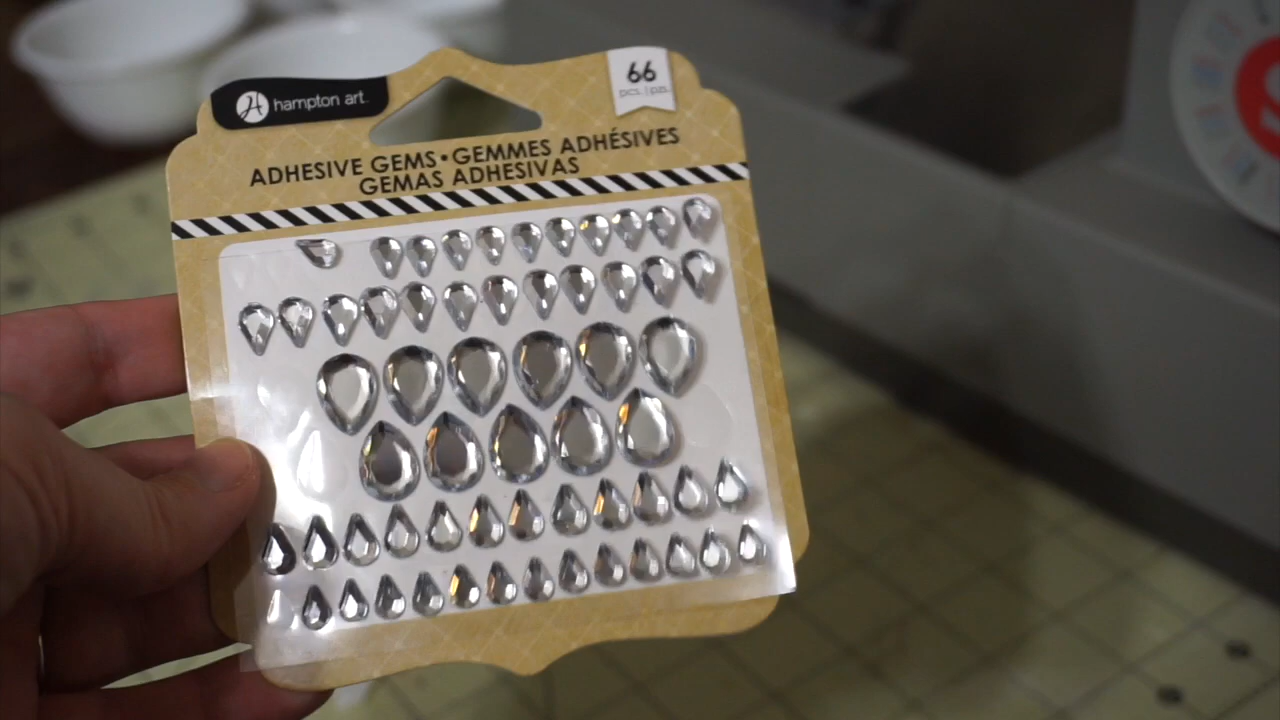 hampton art
66
pcs. | pzs.
ADHESIVE GEMS • GEMMES ADHÉSIVES
GEMAS ADHESIVAS